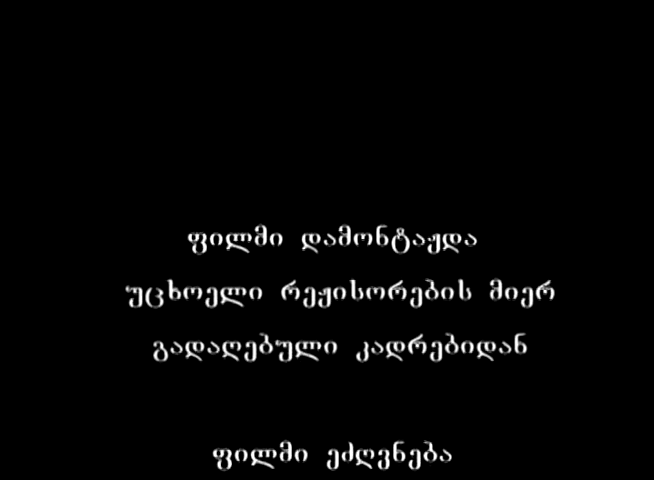 ფილმი დამონტაჟდა
უცხოელი რეჟისორების მიერ
გადაღებული კადრებიდან
ფილმი ეძღვნება